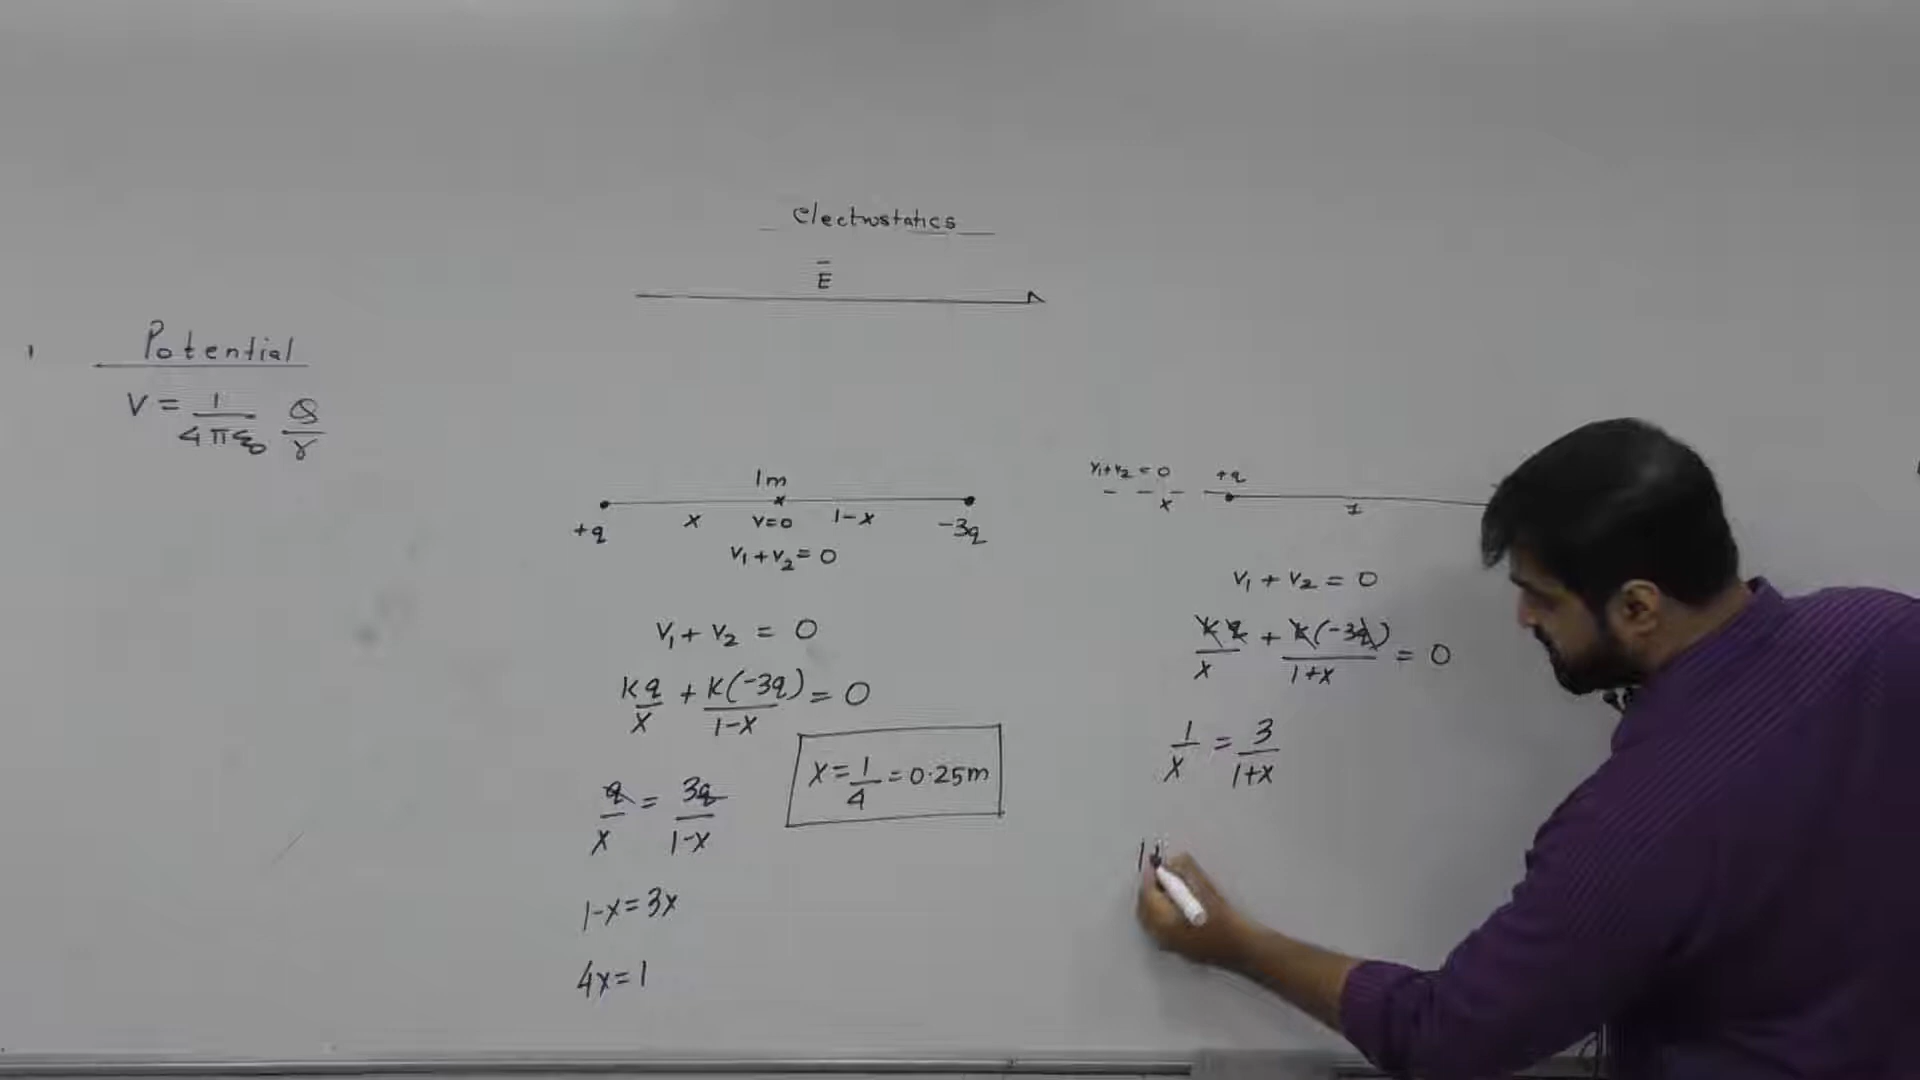 Electrostatics
E̅
Potential
V = 1/4πε₀ Q/r
1m
x v=0 1-x
+q -3q
V₁+V₂=0
V₁ + V₂ = 0
kq/x + k(-3q)/1-x = 0
q/x = 3q/1-x
x = 1/4 = 0.25m
1-x=3x
4x=1
V₁+V₂=0 +q
x 1
V₁ + V₂ = 0
kq/x + k(-3q)/1+x = 0
1/x = 3/1+x